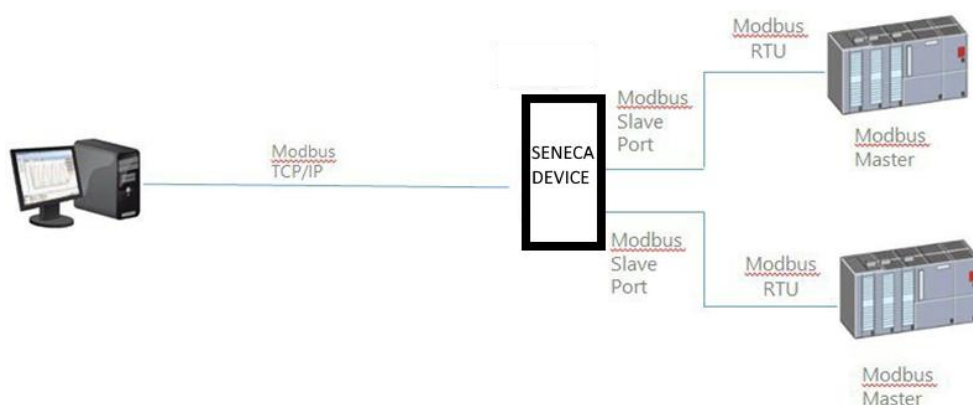 Modbus
TCP/IP
SENECA
DEVICE
Modbus
Slave
Port
Modbus
RTU
Modbus
Master
Modbus
Slave
Port
Modbus
RTU
Modbus
Master